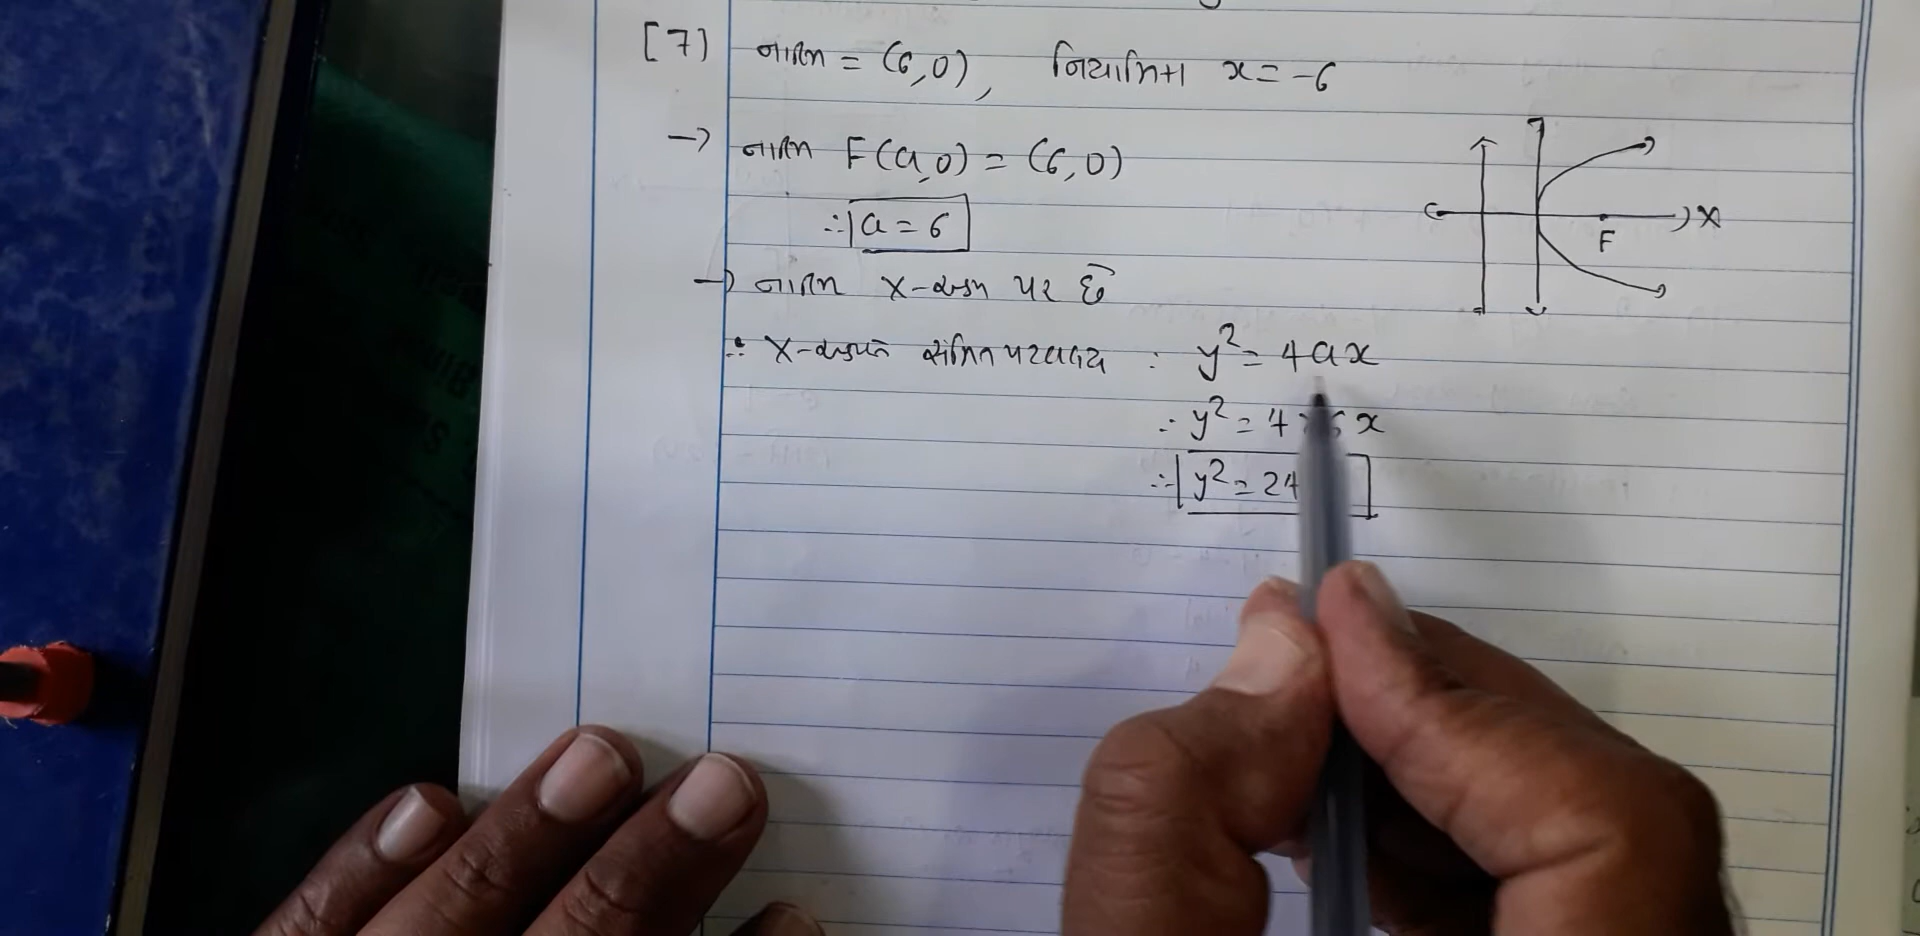 [7] નાભિ = (6,0), નિયામિકા x = -6
→ નાભિ F(a,0) = (6,0)
∴ a = 6
→ નાભિ X-અક્ષ પર છે
∴ X-અક્ષને સંમિત પરવલય : y² = 4ax
∴ y² = 4×6x
∴ y² = 24
X
F